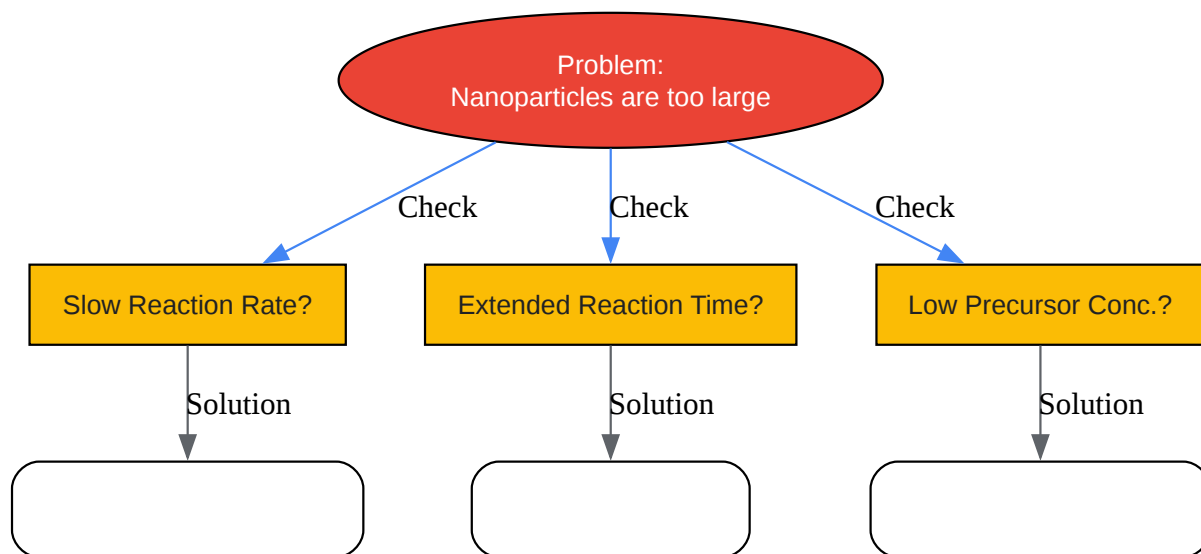 Problem:
Nanoparticles are too large
Check
Check
Check
Slow Reaction Rate?
Extended Reaction Time?
Low Precursor Conc.?
Solution
Solution
Solution